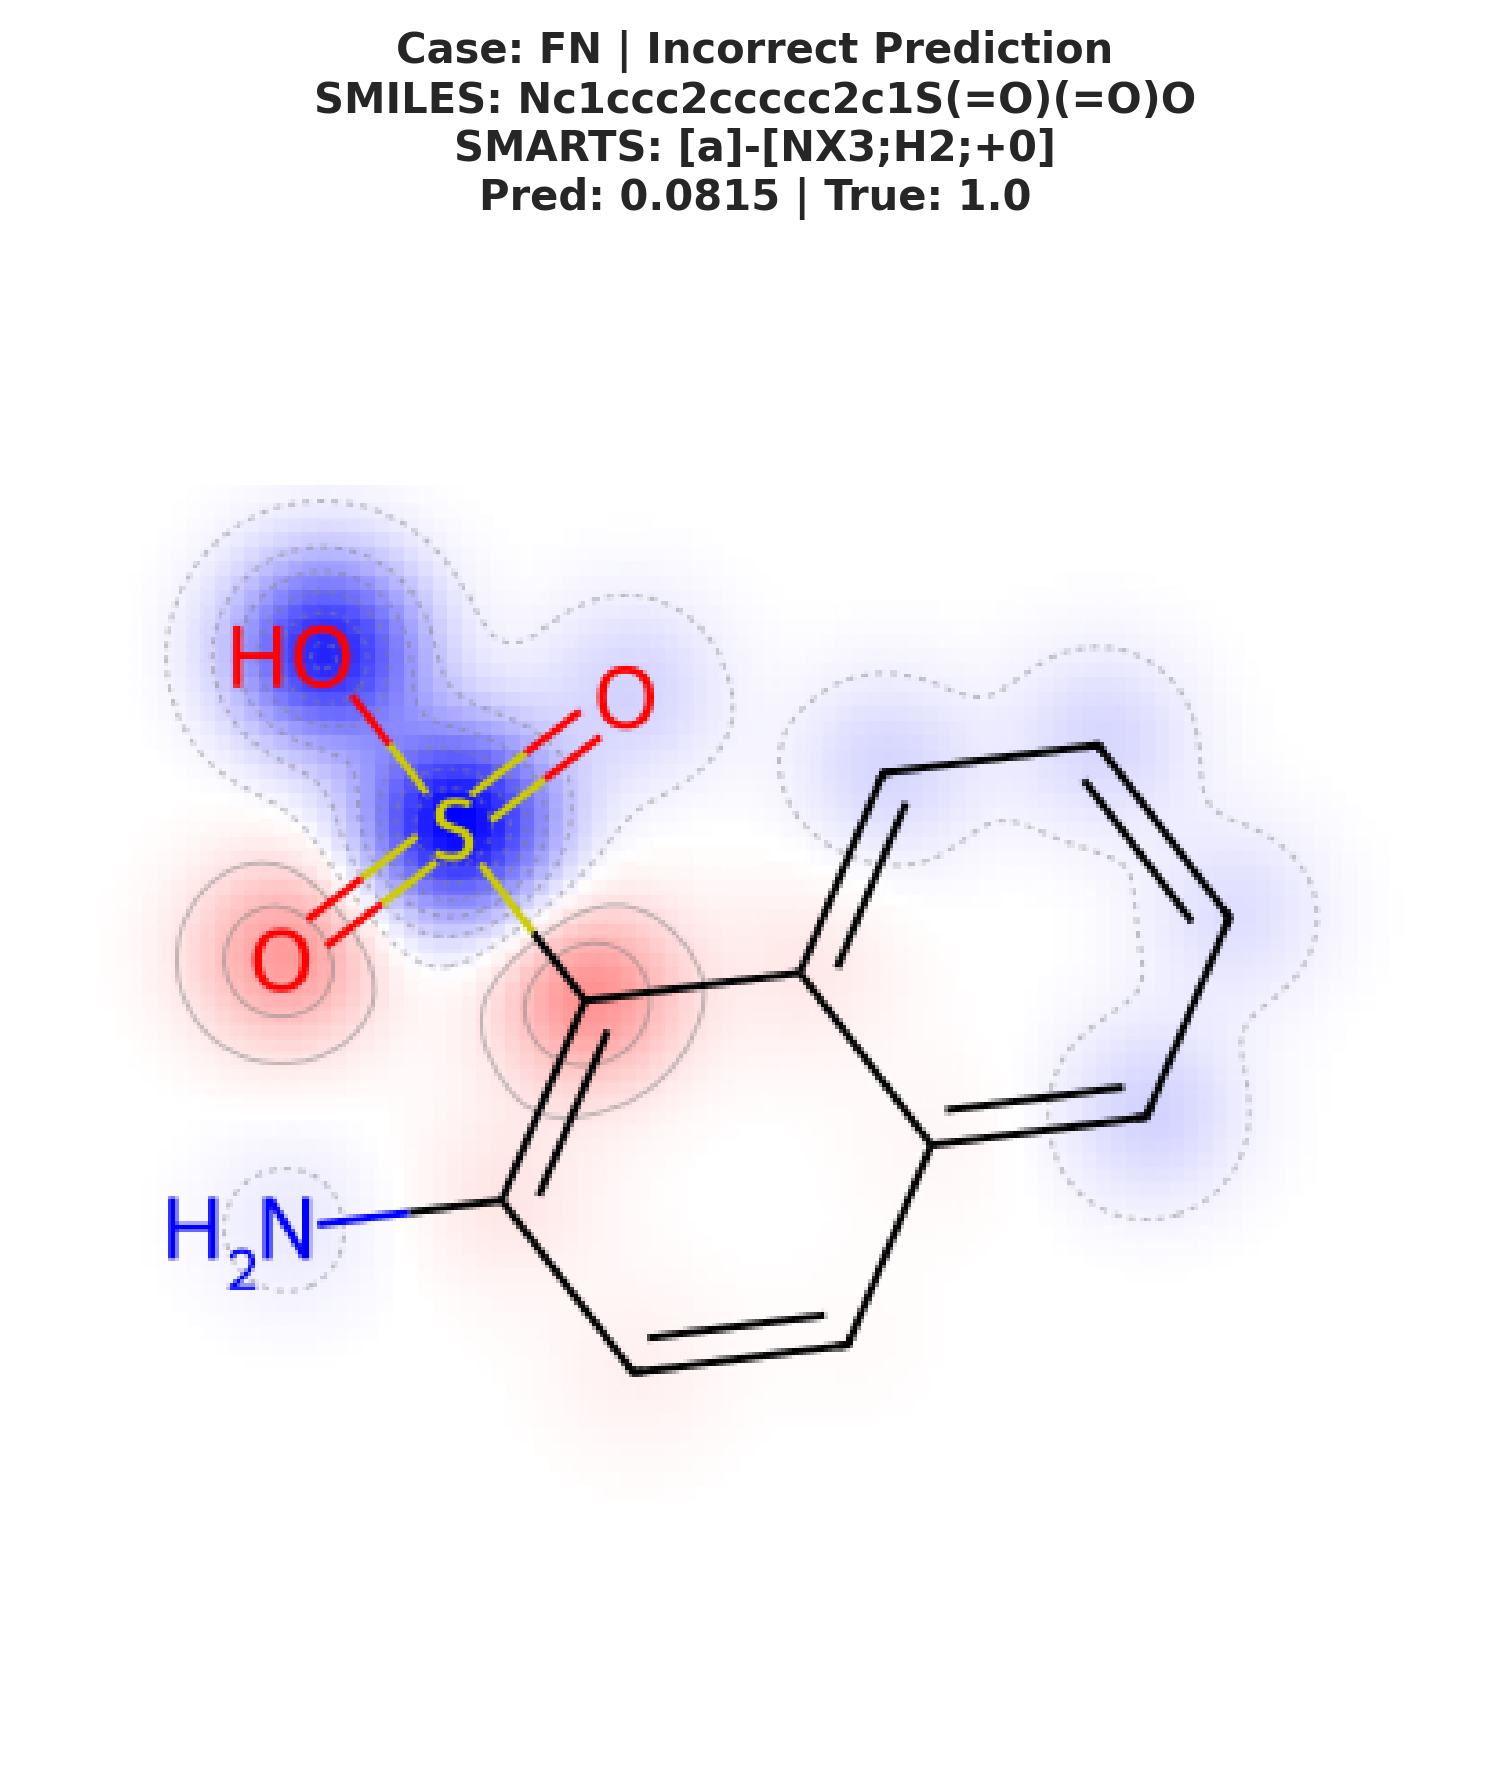 Case: FN | Incorrect Prediction
SMILES: Nc1ccc2ccccc2c1S(=O)(=O)O
SMARTS: [a]-[NX3;H2;+0]
Pred: 0.0815 | True: 1.0
HO
O
S
O
H2N